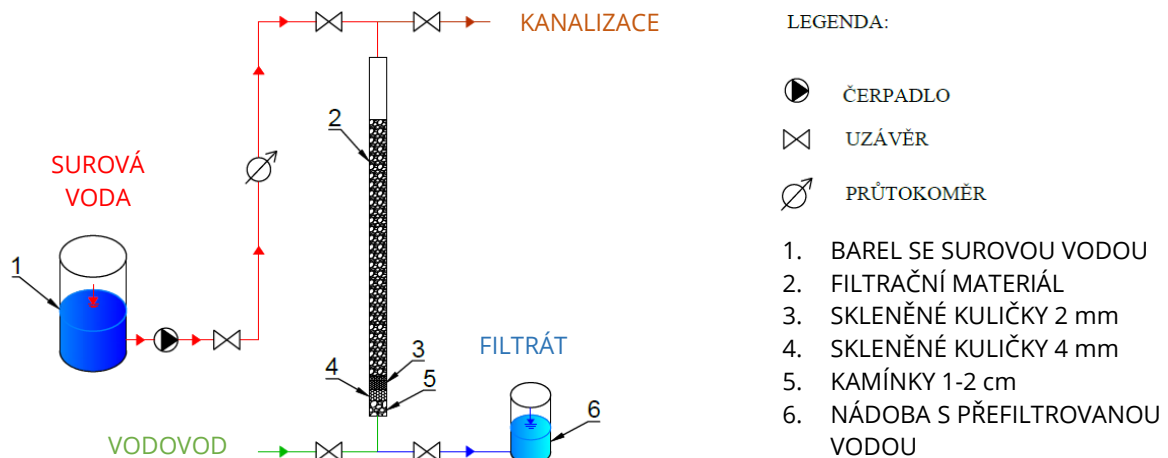 KANALIZACE
2
SUROVÁ
VODA
1
3
4
5
FILTRÁT
6
VODOVOD
LEGENDA:
ČERPADLO
UZÁVĚR
PRŮTOKOMĚR
1. BAREL SE SUROVOU VODOU
2. FILTRAČNÍ MATERIÁL
3. SKLENĚNÉ KULIČKY 2 mm
4. SKLENĚNÉ KULIČKY 4 mm
5. KAMÍNKY 1-2 cm
6. NÁDOBA S PŘEFILTROVANOU
VODOU